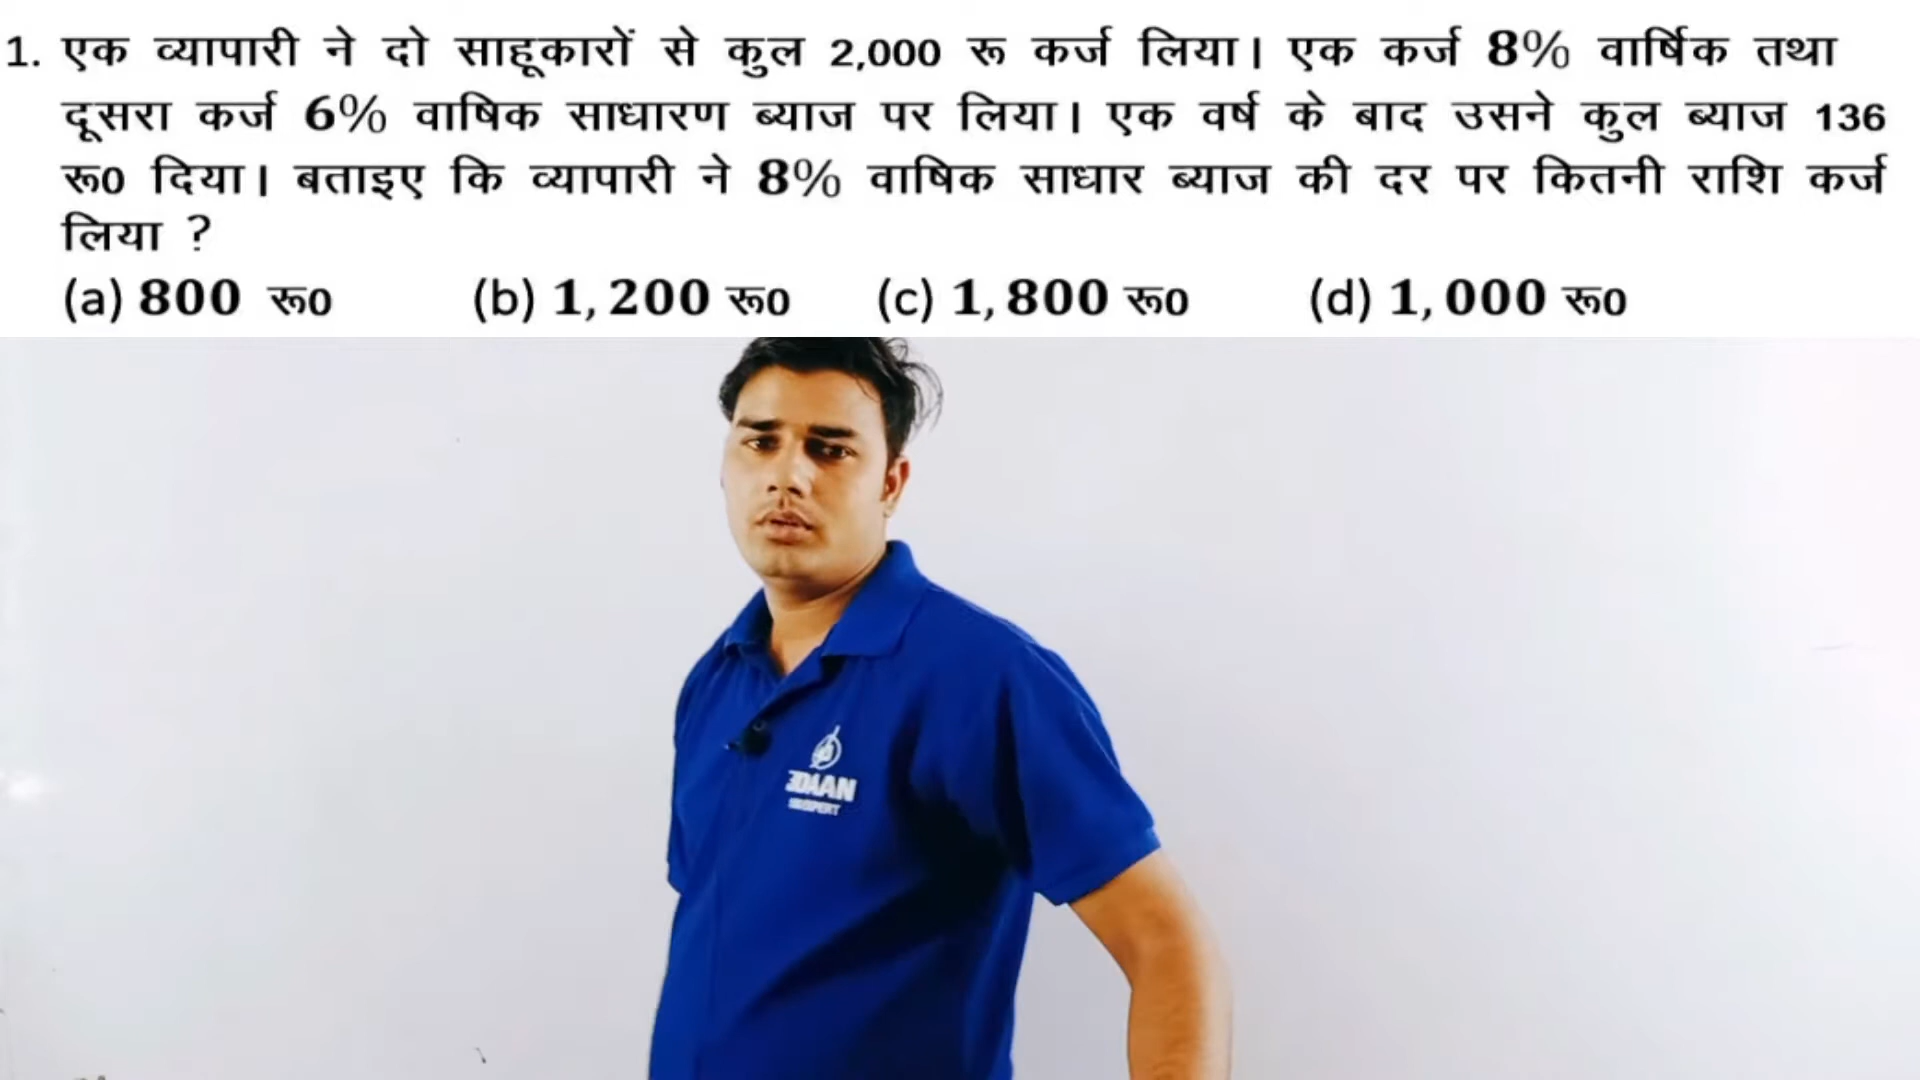 1. एक व्यापारी ने दो साहूकारों से कुल 2,000 रू कर्ज लिया। एक कर्ज 8% वार्षिक तथा
दूसरा कर्ज 6% वाषिक साधारण ब्याज पर लिया। एक वर्ष के बाद उसने कुल ब्याज 136
रू0 दिया। बताइए कि व्यापारी ने 8% वाषिक साधार ब्याज की दर पर कितनी राशि कर्ज
लिया ?
(a) 800 रू0 (b) 1, 200 रू0 (c) 1, 800 रू0 (d) 1, 000 रू0